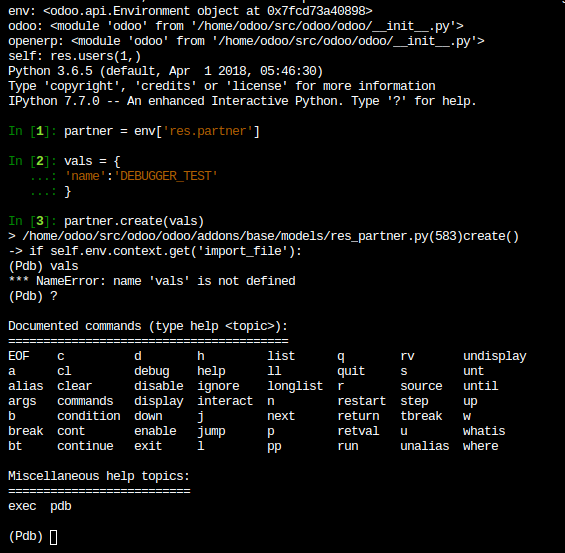 env: <odoo.api.Environment object at 0x7fcd73a40898>
odoo: <module 'odoo' from '/home/odoo/src/odoo/odoo/__init__.py'>
openerp: <module 'odoo' from '/home/odoo/src/odoo/odoo/__init__.py'>
self: res.users(1,)
Python 3.6.5 (default, Apr  1 2018, 05:46:30)
Type 'copyright', 'credits' or 'license' for more information
IPython 7.7.0 -- An enhanced Interactive Python. Type '?' for help.

In [1]: partner = env['res.partner']

In [2]: vals = {
   ...: 'name':'DEBUGGER_TEST'
   ...: }

In [3]: partner.create(vals)
> /home/odoo/src/odoo/odoo/addons/base/models/res_partner.py(583)create()
-> if self.env.context.get('import_file'):
(Pdb) vals
*** NameError: name 'vals' is not defined
(Pdb) ?

Documented commands (type help <topic>):
========================================
EOF    c          d        h         list      q        rv       undisplay
a      cl         debug    help      ll        quit     s        unt
alias  clear      disable  ignore    longlist  r        source   until
args   commands   display  interact  n         restart  step     up
b      condition  down     j         next      return   tbreak   w
break  cont       enable   jump      p         retval   u        whatis
bt     continue   exit     l         pp        run      unalias  where

Miscellaneous help topics:
==========================
exec  pdb

(Pdb)